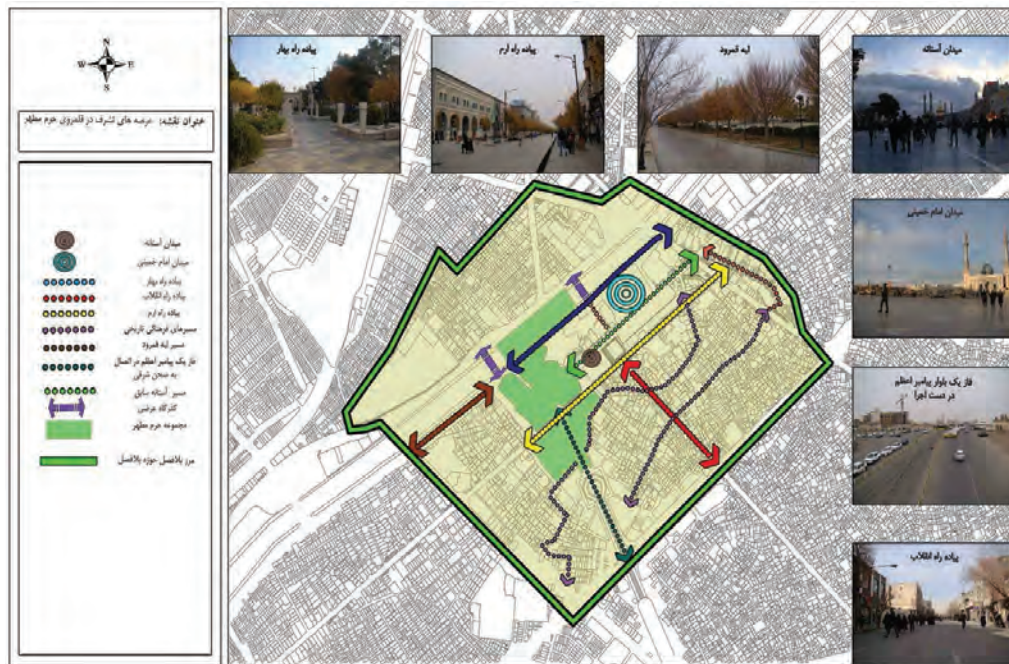 N
W E
S
عنوان نقشه: عرصه های تشرف در قلمروی حرم مطهر
میدان آستانه
میدان امام خمینی
پیاده راه بهار
پیاده راه انقلاب
پیاده راه ارم
مسیرهای فرهنگی تاریخی
مسیر لبه قمرود
فاز یک پیامبر اعظم در اتصال
به صحن شرقی
مسیر آستانه سابق
گذرگاه عرضی
مجموعه حرم مطهر
مرز بلافصل حوزه بلافصل
پیاده راه بهار
پیاده راه ارم
لبه قمرود
میدان آستانه
میدان امام خمینی
فاز یک بلوار پیامبر اعظم
در دست اجرا
پیاده راه انقلاب